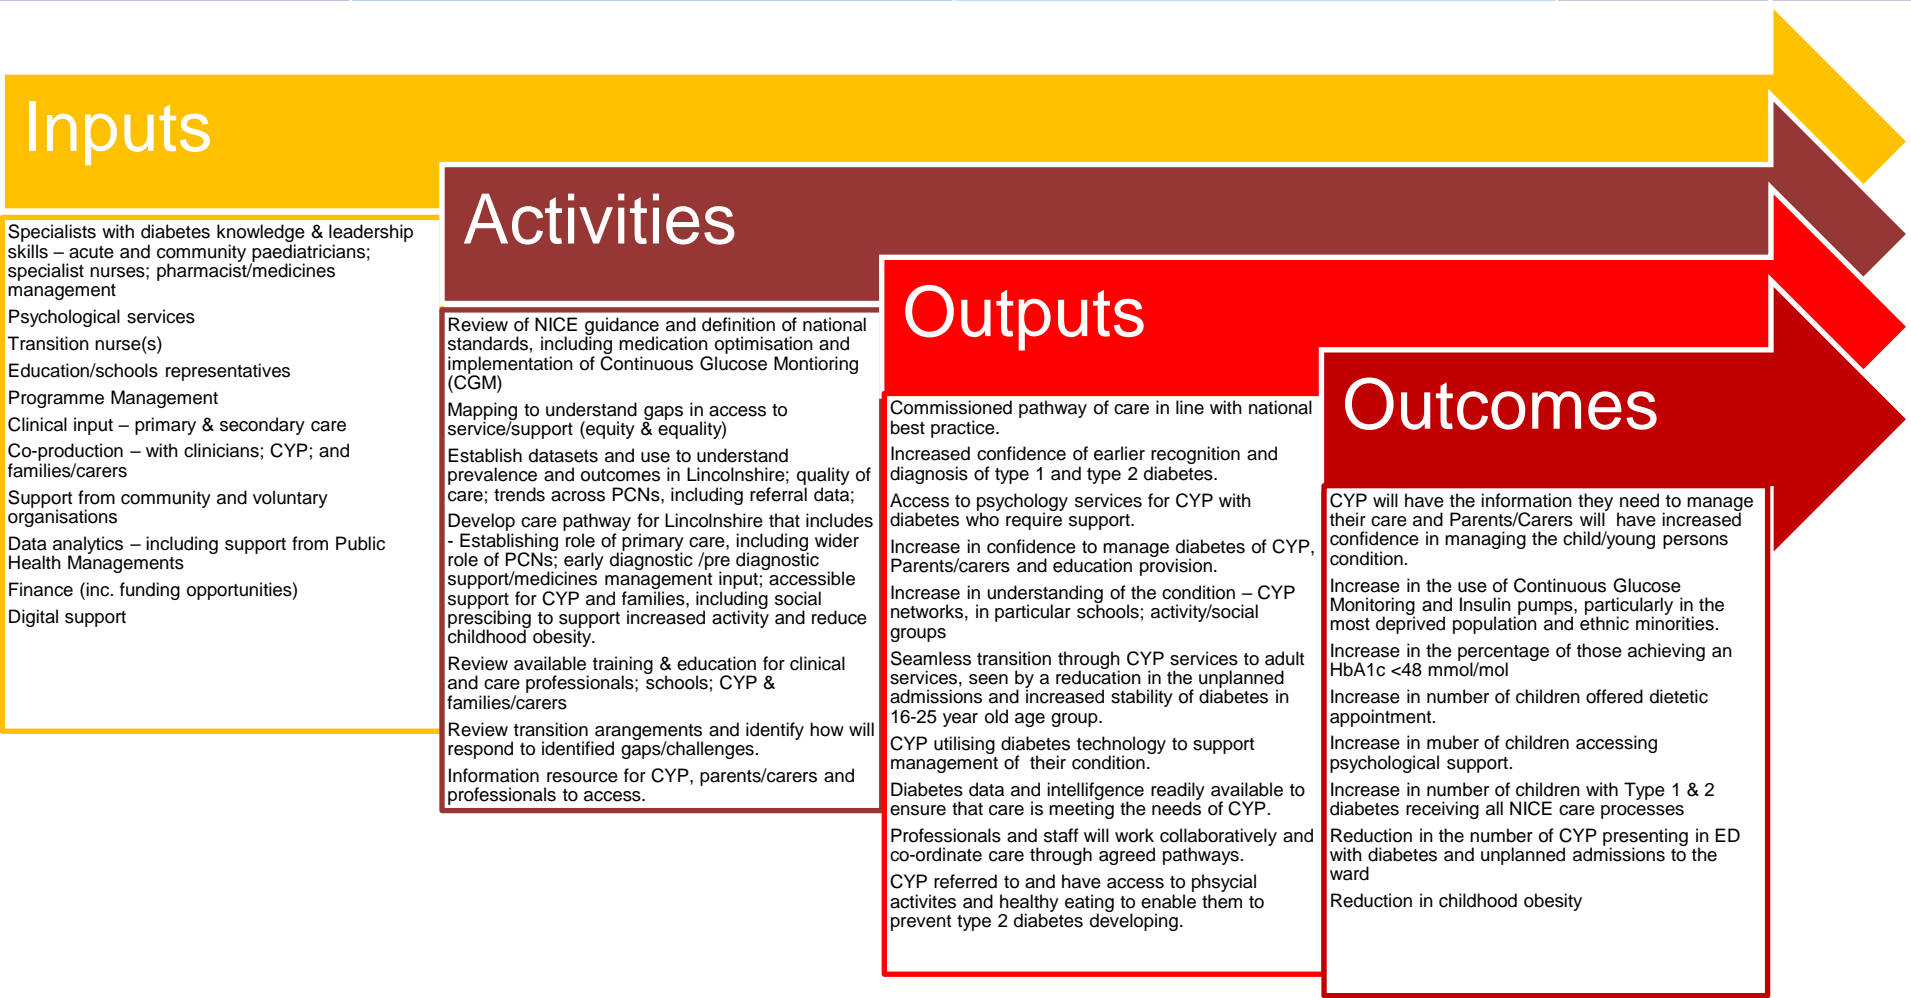 Inputs
Specialists with diabetes knowledge & leadership
skills – acute and community paediatricians;
specialist nurses; pharmacist/medicines
management
Psychological services
Transition nurse(s)
Education/schools representatives
Programme Management
Clinical input – primary & secondary care
Co-production – with clinicians; CYP; and
families/carers
Support from community and voluntary
organisations
Data analytics – including support from Public
Health Managements
Finance (inc. funding opportunities)
Digital support
Activities
Review of NICE guidance and definition of national
standards, including medication optimisation and
implementation of Continuous Glucose Montioring
(CGM)
Mapping to understand gaps in access to
service/support (equity & equality)
Establish datasets and use to understand
prevalence and outcomes in Lincolnshire; quality of
care; trends across PCNs, including referral data;
Develop care pathway for Lincolnshire that includes
- Establishing role of primary care, including wider
role of PCNs; early diagnostic /pre diagnostic
support/medicines management input; accessible
support for CYP and families, including social
prescibing to support increased activity and reduce
childhood obesity.
Review available training & education for clinical
and care professionals; schools; CYP &
families/carers
Review transition arangements and identify how will
respond to identified gaps/challenges.
Information resource for CYP, parents/carers and
professionals to access.
Outputs
Commissioned pathway of care in line with national
best practice.
Increased confidence of earlier recognition and
diagnosis of type 1 and type 2 diabetes.
Access to psychology services for CYP with
diabetes who require support.
Increase in confidence to manage diabetes of CYP,
Parents/carers and education provision.
Increase in understanding of the condition – CYP
networks, in particular schools; activity/social
groups
Seamless transition through CYP services to adult
services, seen by a reducation in the unplanned
admissions and increased stability of diabetes in
16-25 year old age group.
CYP utilising diabetes technology to support
management of  their condition.
Diabetes data and intellifgence readily available to
ensure that care is meeting the needs of CYP.
Professionals and staff will work collaboratively and
co-ordinate care through agreed pathways.
CYP referred to and have access to phsycial
activites and healthy eating to enable them to
prevent type 2 diabetes developing.
Outcomes
CYP will have the information they need to manage
their care and Parents/Carers will  have increased
confidence in managing the child/young persons
condition.
Increase in the use of Continuous Glucose
Monitoring and Insulin pumps, particularly in the
most deprived population and ethnic minorities.
Increase in the percentage of those achieving an
HbA1c <48 mmol/mol
Increase in number of children offered dietetic
appointment.
Increase in muber of children accessing
psychological support.
Increase in number of children with Type 1 & 2
diabetes receiving all NICE care processes
Reduction in the number of CYP presenting in ED
with diabetes and unplanned admissions to the
ward
Reduction in childhood obesity